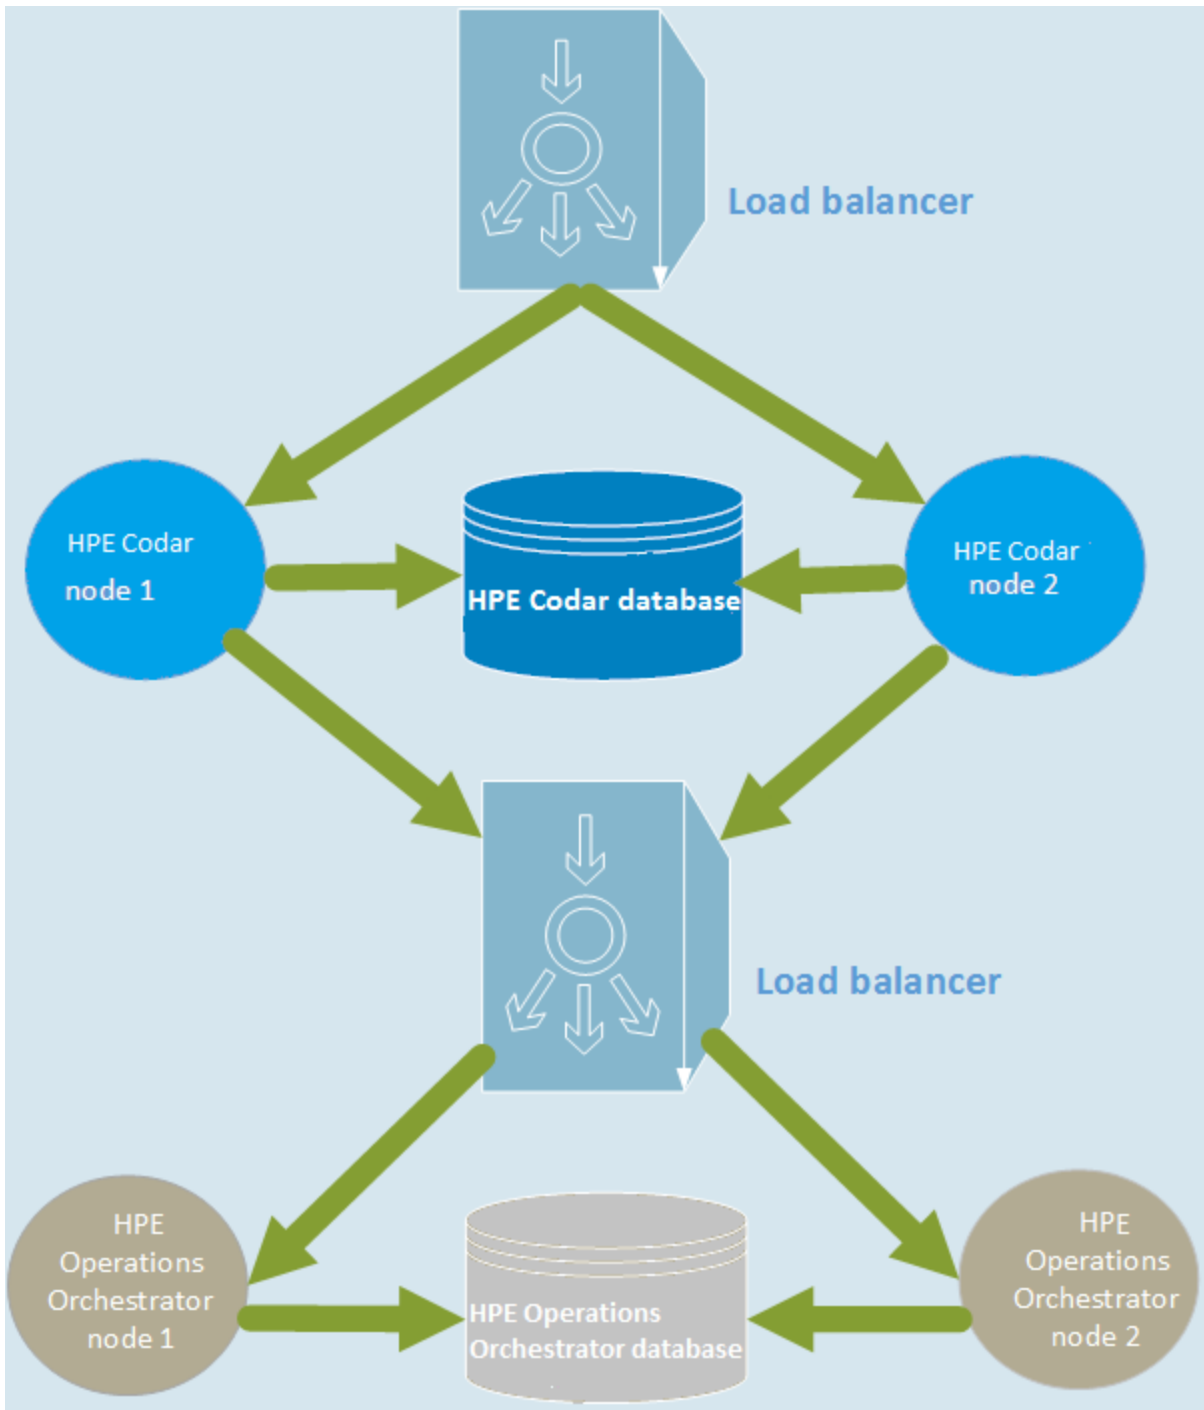 Load balancer
HPE Codar
node 1
HPE Codar database
HPE Codar
node 2
Load balancer
HPE
Operations
Orchestrator
node 1
HPE Operations
Orchestrator database
HPE
Operations
Orchestrator
node 2